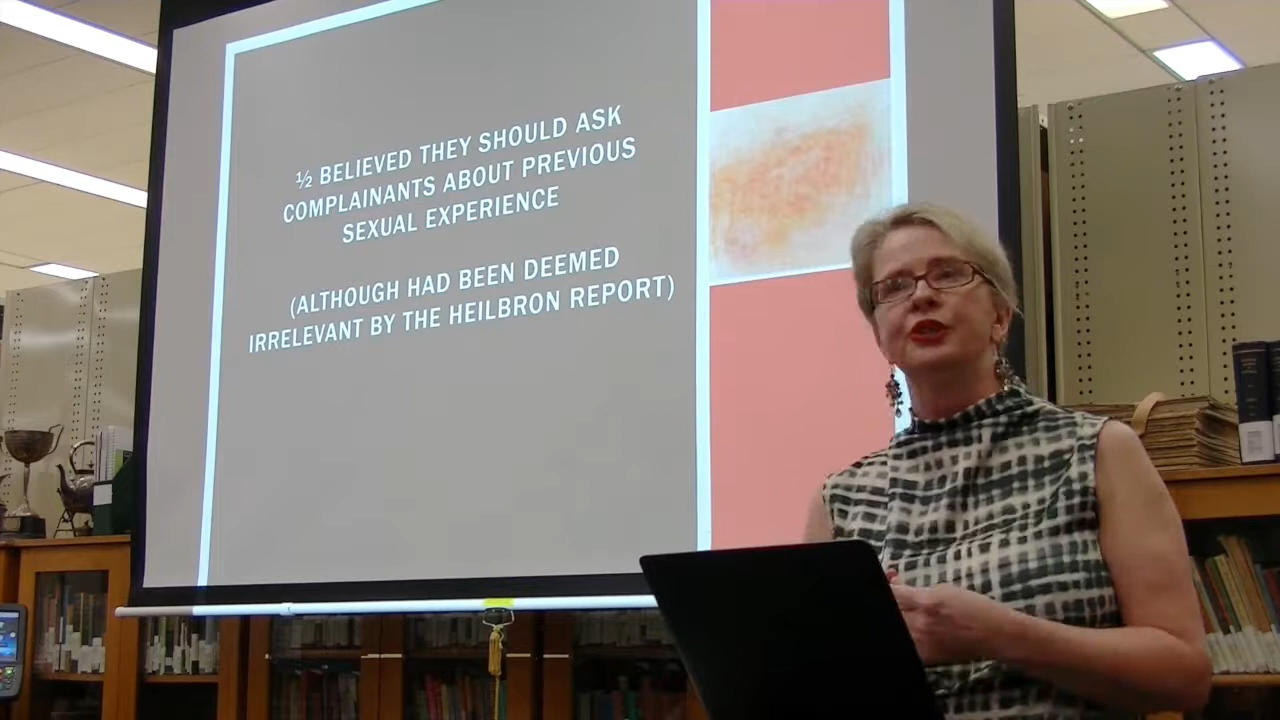 ½ BELIEVED THEY SHOULD ASK
COMPLAINANTS ABOUT PREVIOUS
SEXUAL EXPERIENCE
(ALTHOUGH HAD BEEN DEEMED
IRRELEVANT BY THE HEILBRON REPORT)